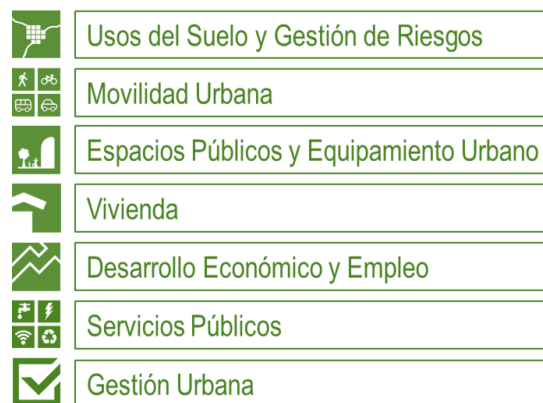 Usos del Suelo y Gestión de Riesgos
Movilidad Urbana
Espacios Públicos y Equipamiento Urbano
Vivienda
Desarrollo Económico y Empleo
Servicios Públicos
Gestión Urbana